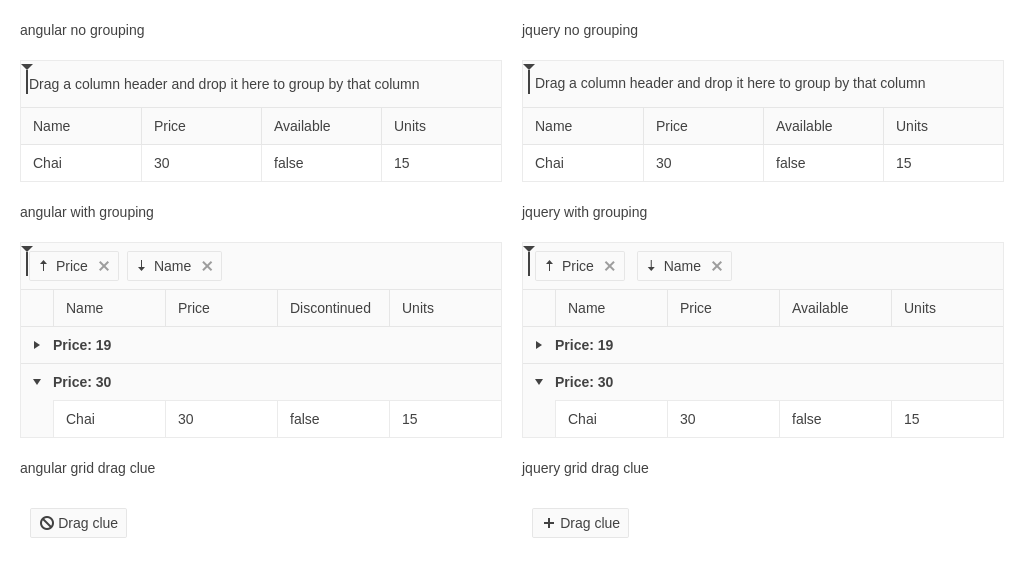 angular no grouping
Drag a column header and drop it here to group by that column
Name Price Available Units
Chai 30 false 15
angular with grouping
Price Name
Name Price Discontinued Units
Price: 19
Price: 30
Chai 30 false 15
angular grid drag clue
Drag clue
jquery no grouping
Drag a column header and drop it here to group by that column
Name Price Available Units
Chai 30 false 15
jquery with grouping
Price Name
Name Price Available Units
Price: 19
Price: 30
Chai 30 false 15
jquery grid drag clue
Drag clue